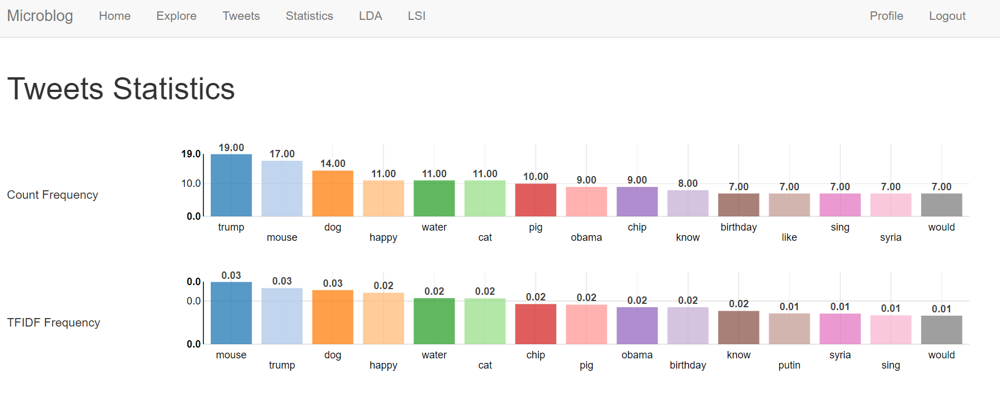 Microblog Home Explore Tweets Statistics LDA LSI Profile Logout
Tweets Statistics
Count Frequency
19.0
10.0
0.0
19.00 17.00 14.00 11.00 11.00 11.00 10.00 9.00 9.00 8.00 7.00 7.00 7.00 7.00 7.00
trump mouse dog happy water cat pig obama chip know birthday like sing syria would
TFIDF Frequency
0.0
0.0
0.0
0.03 0.03 0.03 0.02 0.02 0.02 0.02 0.02 0.02 0.02 0.02 0.01 0.01 0.01 0.01
mouse trump dog happy water cat chip pig obama birthday know putin syria sing would